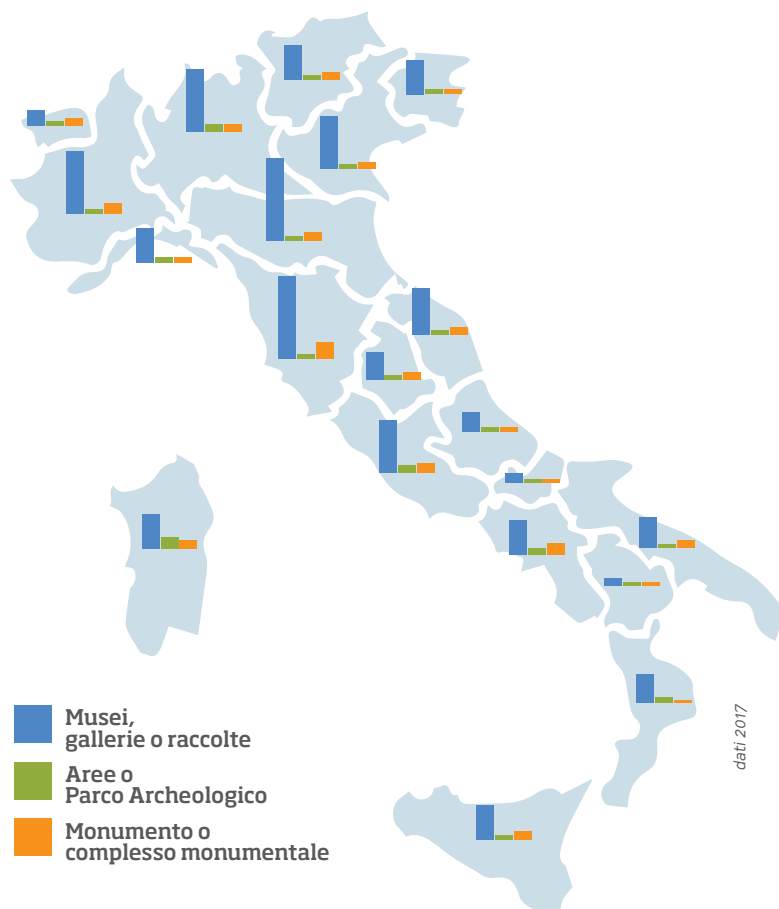 Musei,
gallerie o raccolte
Aree o
Parco Archeologico
Monumento o
complesso monumentale
dati 2017